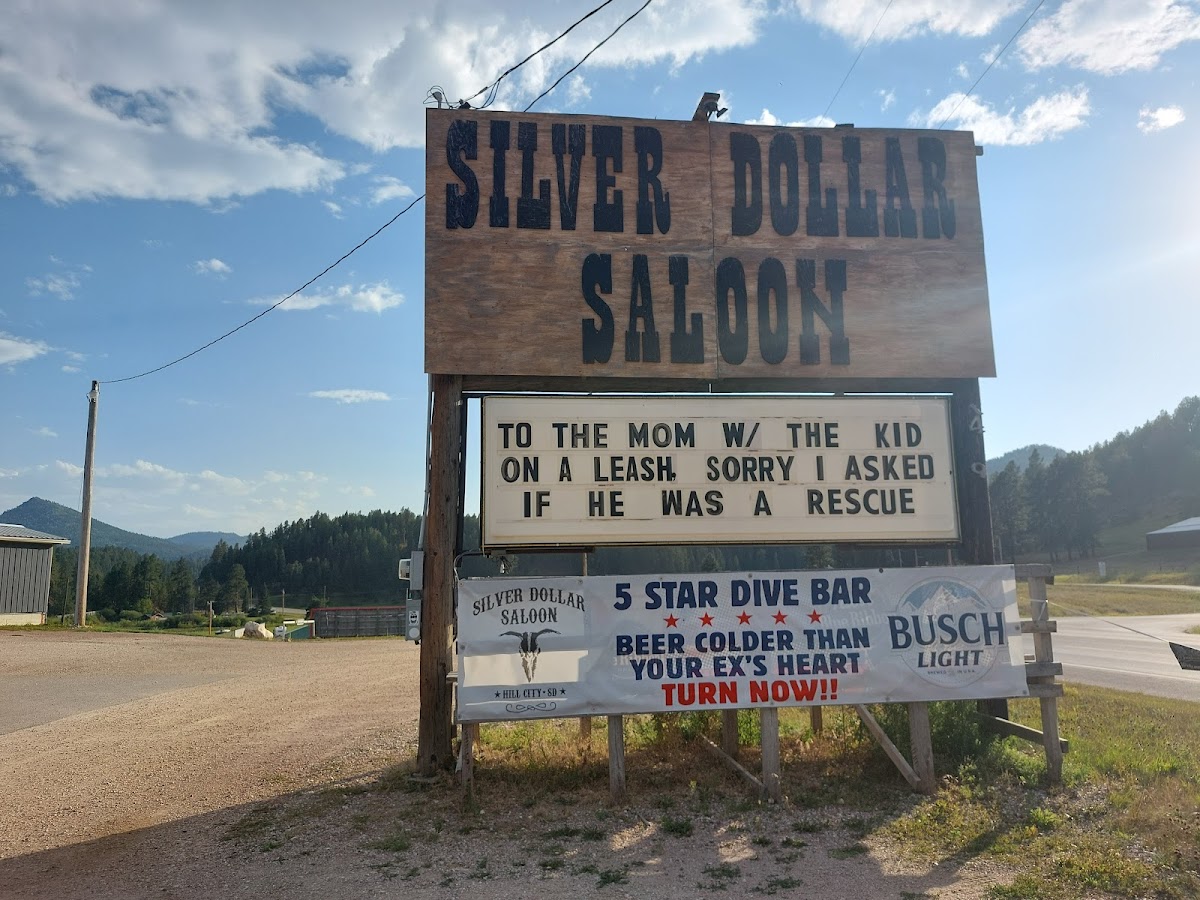 SILVER DOLLAR
SALOON
TO THE MOM W/ THE KID
ON A LEASH, SORRY I ASKED
IF HE WAS A RESCUE
SILVER DOLLAR
SALOON
★ HILL CITY • SD ★
5 STAR DIVE BAR
★ ★ ★ ★ ★
BEER COLDER THAN
YOUR EX'S HEART
TURN NOW!!
BUSCH
LIGHT